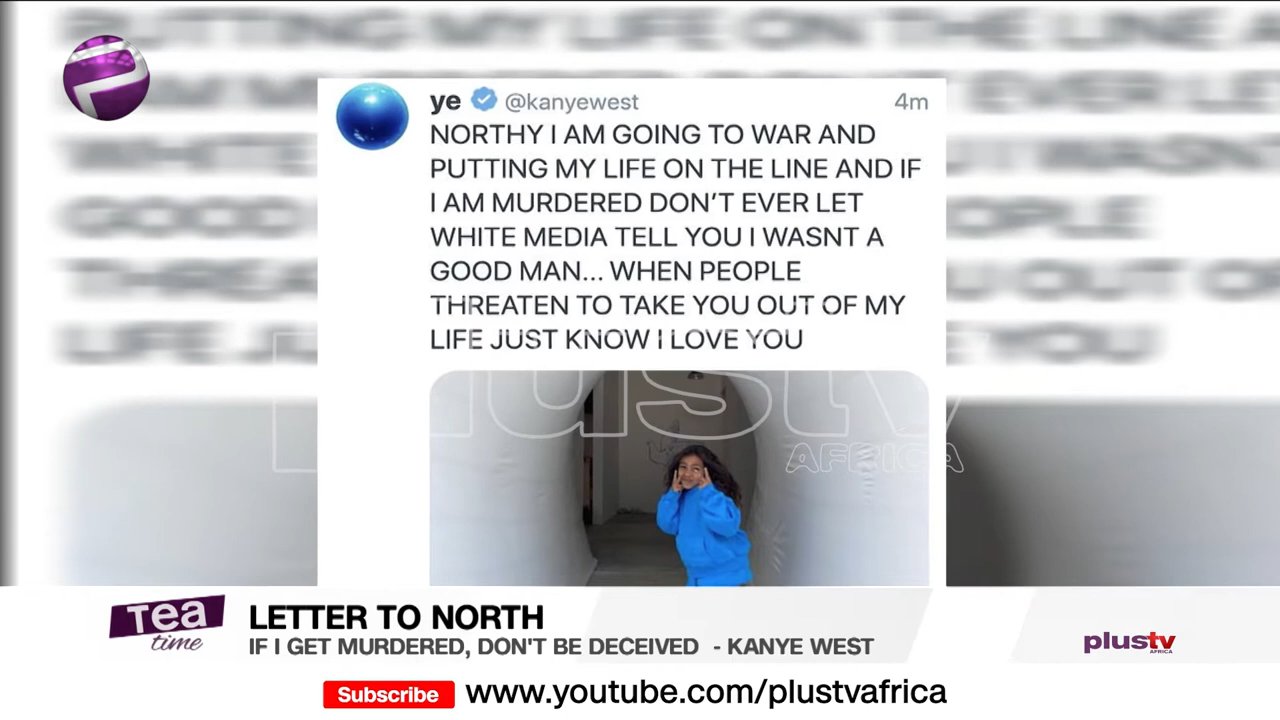 ye @kanyewest 4m
NORTHY I AM GOING TO WAR AND
PUTTING MY LIFE ON THE LINE AND IF
I AM MURDERED DON'T EVER LET
WHITE MEDIA TELL YOU I WASNT A
GOOD MAN... WHEN PEOPLE
THREATEN TO TAKE YOU OUT OF MY
LIFE JUST KNOW I LOVE YOU
plustv
AFRICA
Tea
time
LETTER TO NORTH
IF I GET MURDERED, DON'T BE DECEIVED - KANYE WEST
plustv
AFRICA
Subscribe www.youtube.com/plustvafrica